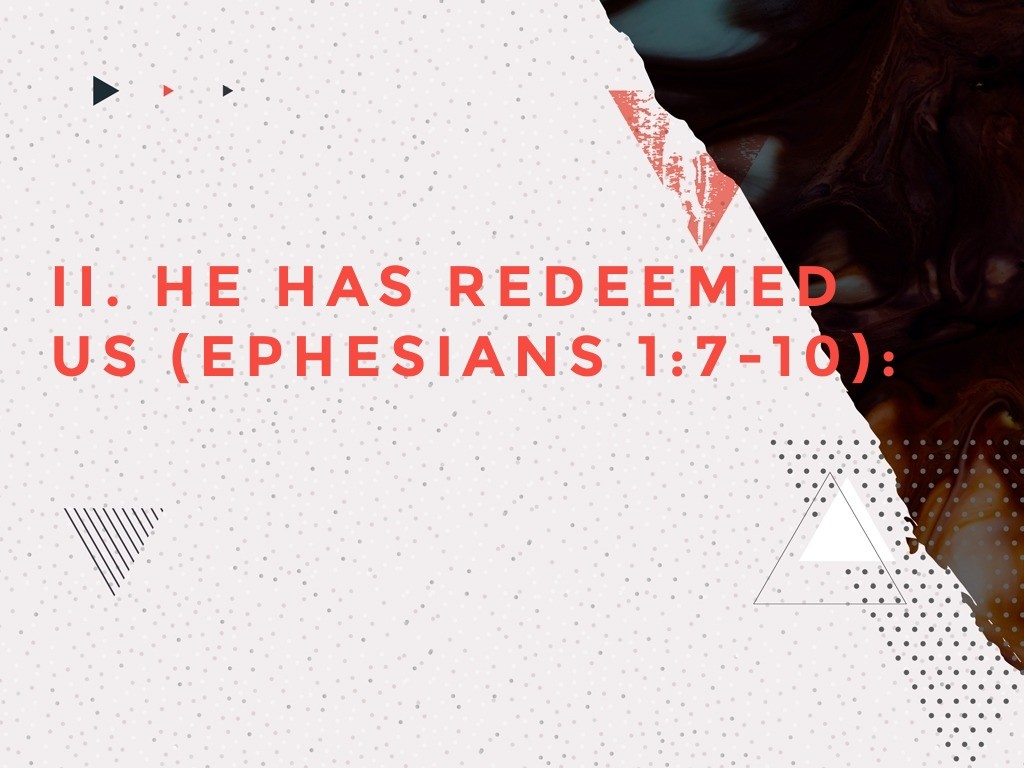 II. HE HAS REDEEMED
US (EPHESIANS 1:7-10):